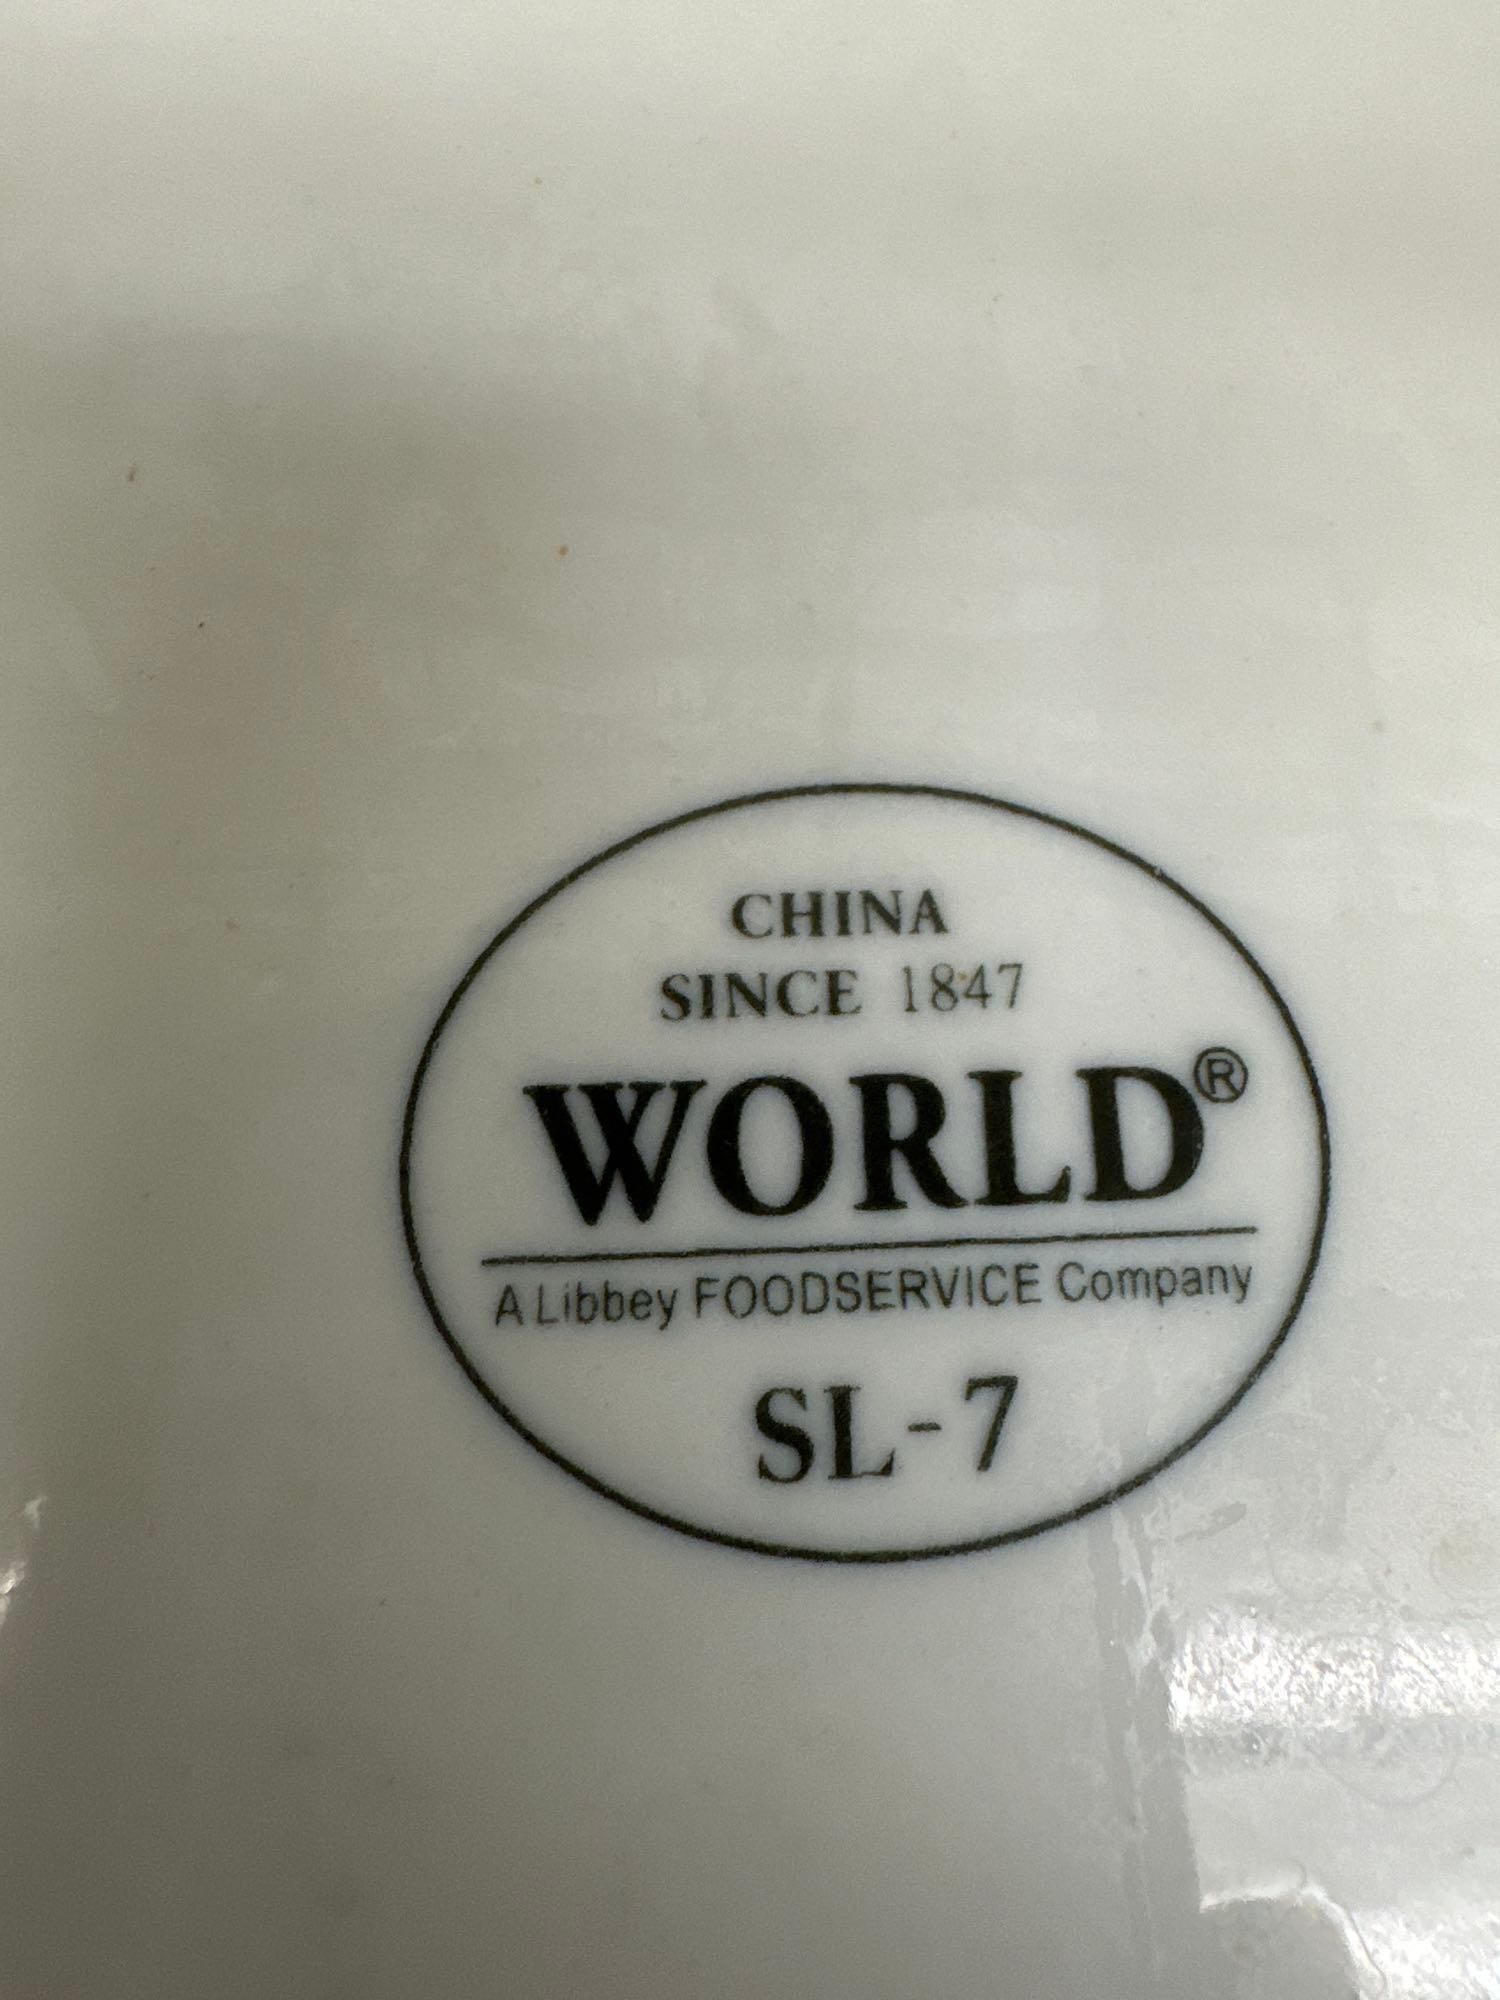 CHINA
SINCE 1847
WORLD®
A Libbey FOODSERVICE Company
SL-7